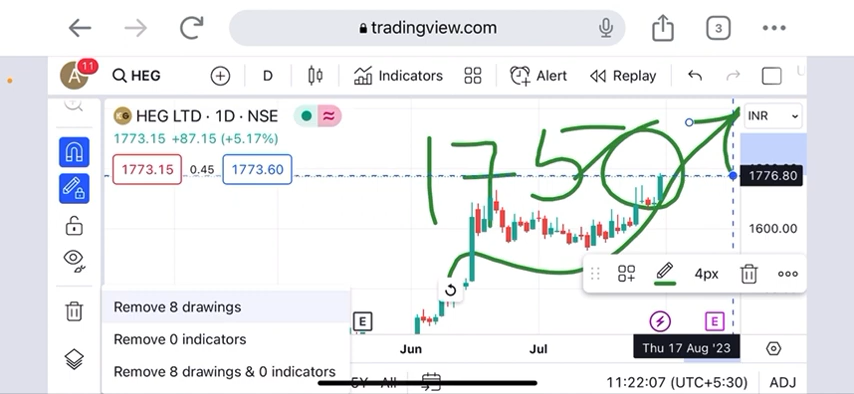 tradingview.com
3
A
11
HEG
D
Indicators
Alert
Replay
HEG LTD · 1D · NSE
INR
1773.15 +87.15 (+5.17%)
1773.15
0.45
1773.60
1750
1776.80
1600.00
4px
Remove 8 drawings
Remove 0 indicators
Remove 8 drawings & 0 indicators
E
E
Jun
Jul
Thu 17 Aug '23
5Y
All
11:22:07 (UTC+5:30)
ADJ